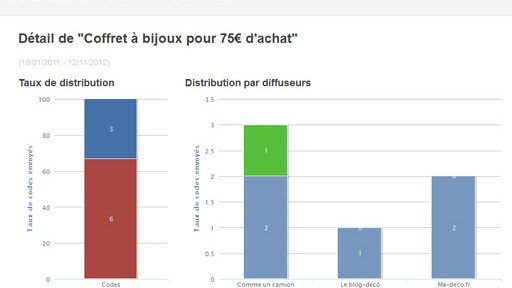 Détail de "Coffret à bijoux pour 75€ d'achat"
(10/01/2011 - 12/11/2012)
Taux de distribution
Distribution par diffuseurs
100
80
60
40
20
0
Taux de codes envoyés
3
6
Codes
3.5
3
2.5
2
1.5
1
0.5
0
Taux de codes envoyés
1
2
0
1
0
2
Comme un camion
Le blog-decó
Ma-deco.fr